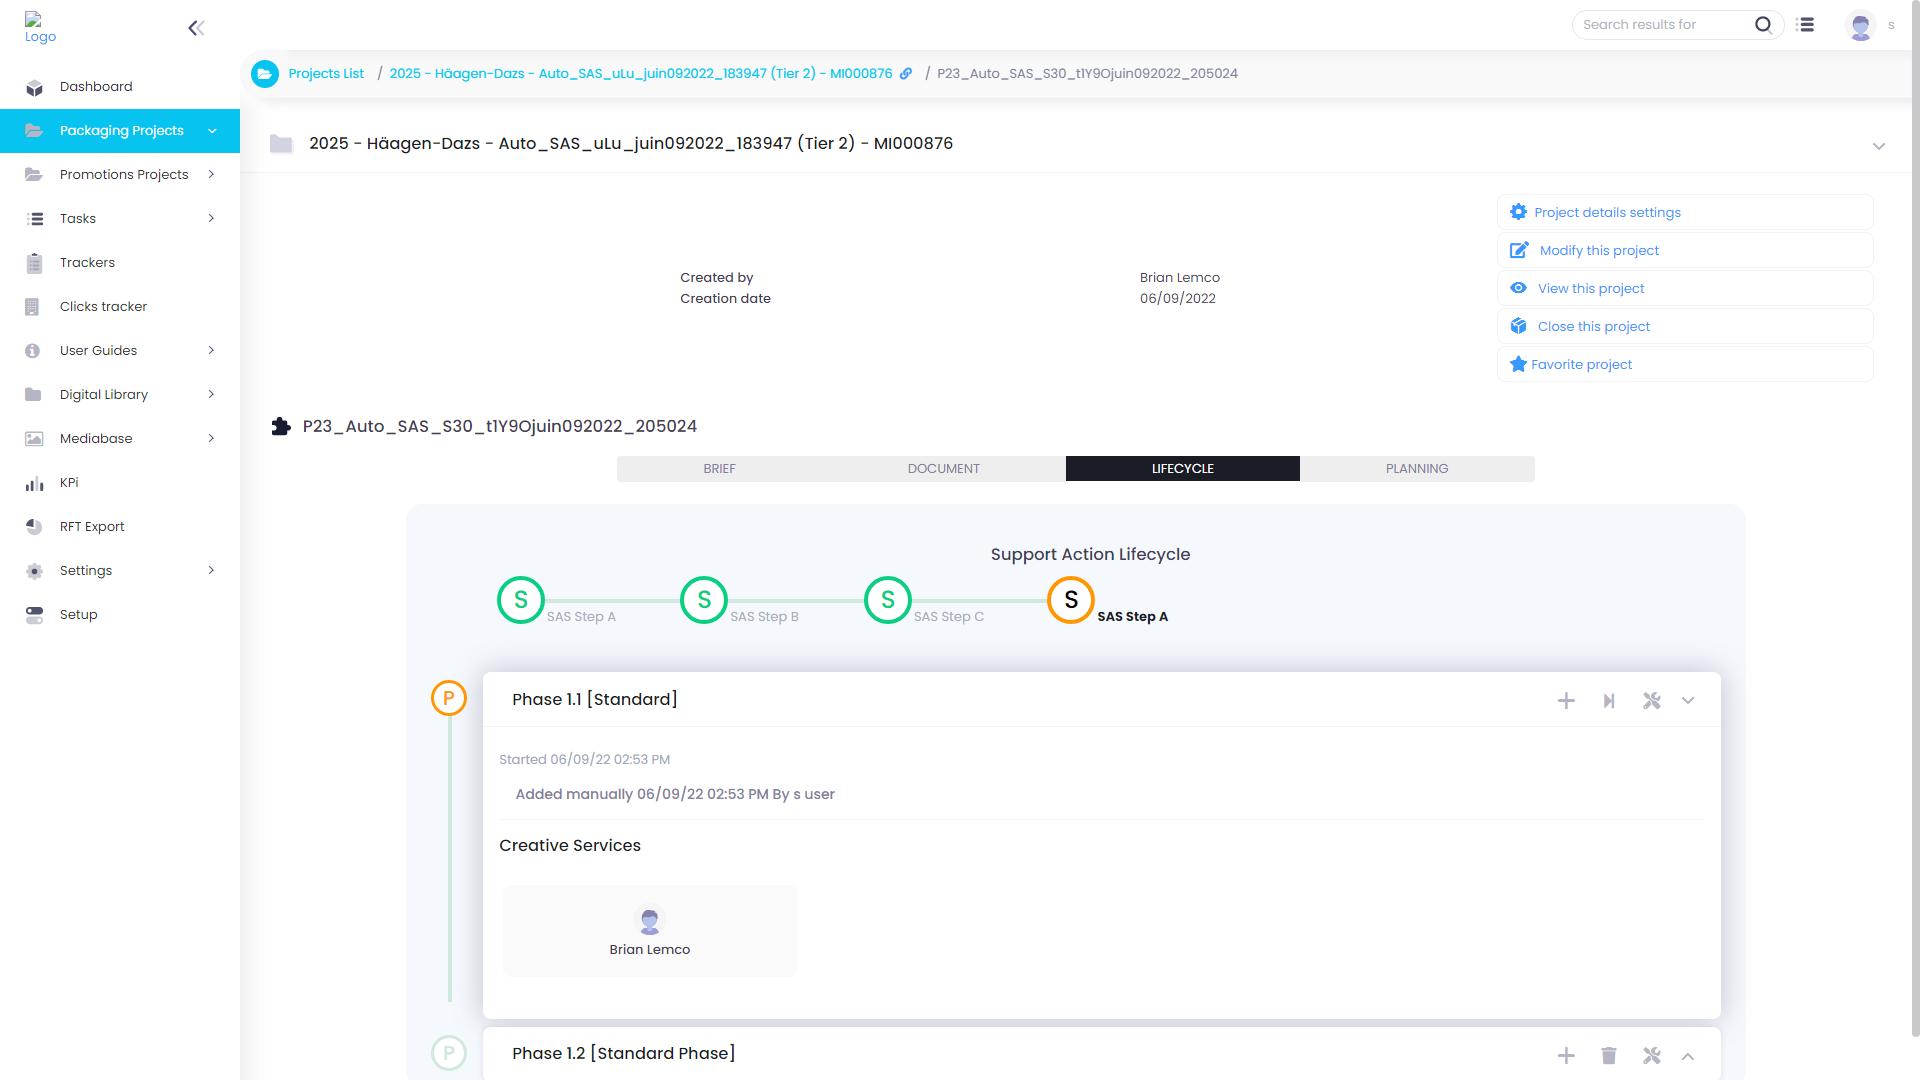 Logo
Search results for
s
Dashboard
Packaging Projects
Promotions Projects
Tasks
Trackers
Clicks tracker
User Guides
Digital Library
Mediabase
KPi
RFT Export
Settings
Setup
Projects List / 2025 - Häagen-Dazs - Auto_SAS_uLu_juin092022_183947 (Tier 2) - MI000876 / P23_Auto_SAS_S30_t1Y9Ojuin092022_205024
2025 - Häagen-Dazs - Auto_SAS_uLu_juin092022_183947 (Tier 2) - MI000876
Created by Brian Lemco
Creation date 06/09/2022
Project details settings
Modify this project
View this project
Close this project
Favorite project
P23_Auto_SAS_S30_t1Y9Ojuin092022_205024
BRIEF DOCUMENT LIFECYCLE PLANNING
Support Action Lifecycle
S SAS Step A S SAS Step B S SAS Step C S SAS Step A
P
Phase 1.1 [Standard]
Started 06/09/22 02:53 PM
Added manually 06/09/22 02:53 PM By s user
Creative Services
Brian Lemco
P
Phase 1.2 [Standard Phase]